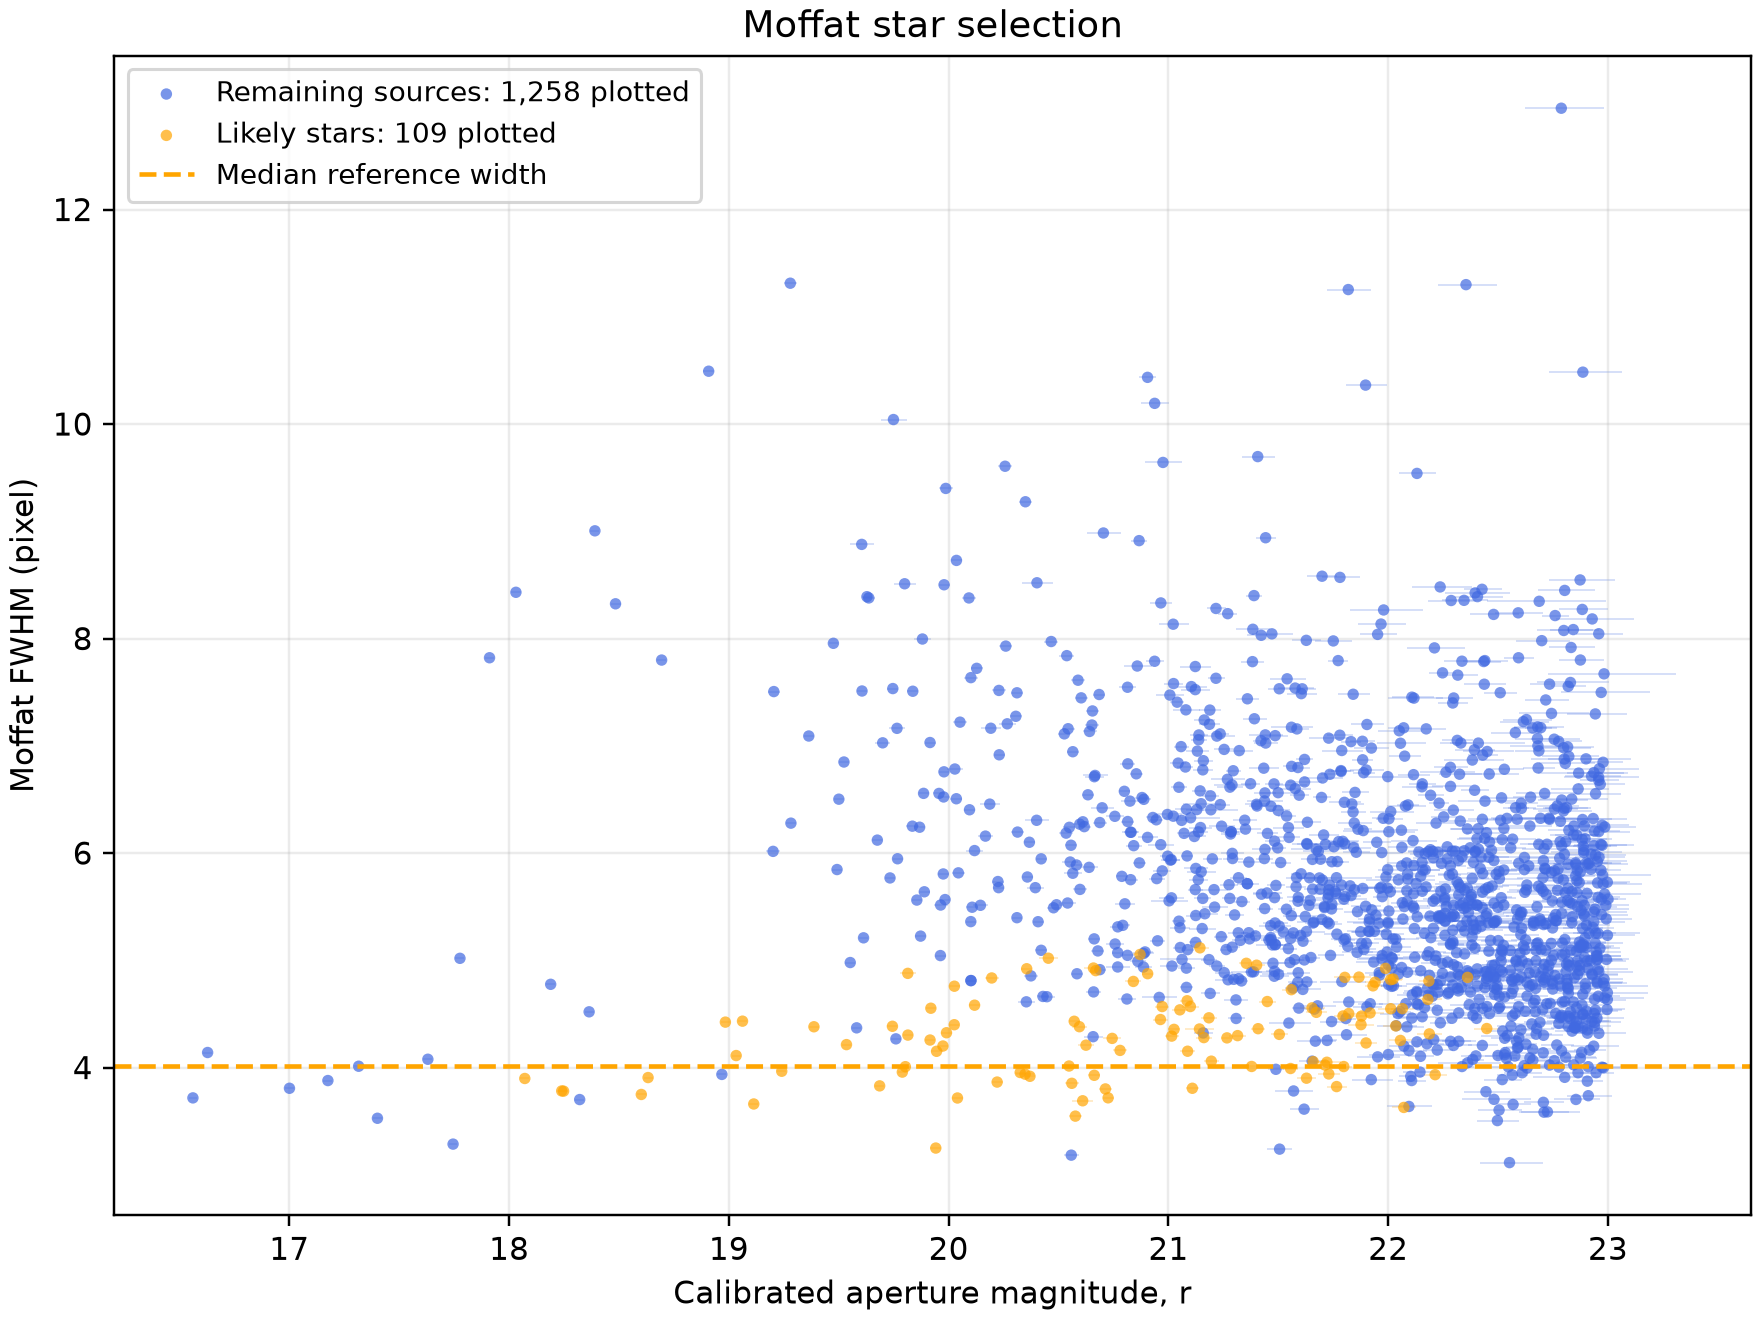 Moffat star selection
Remaining sources: 1,258 plotted
Likely stars: 109 plotted
Median reference width
Moffat FWHM (pixel)
12
10
8
6
4
17 18 19 20 21 22 23
Calibrated aperture magnitude, r